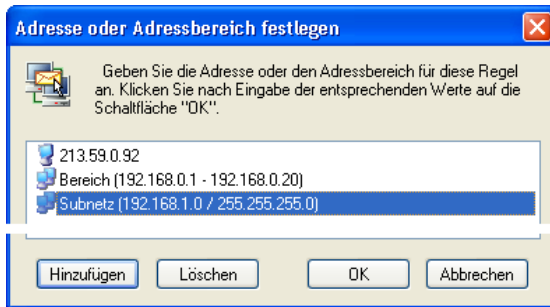 Adresse oder Adressbereich festlegen
Geben Sie die Adresse oder den Adressbereich für diese Regel
an. Klicken Sie nach Eingabe der entsprechenden Werte auf die
Schaltfläche "OK".
213.59.0.92
Bereich (192.168.0.1 - 192.168.0.20)
Subnetz (192.168.1.0 / 255.255.255.0)
Hinzufügen Löschen OK Abbrechen